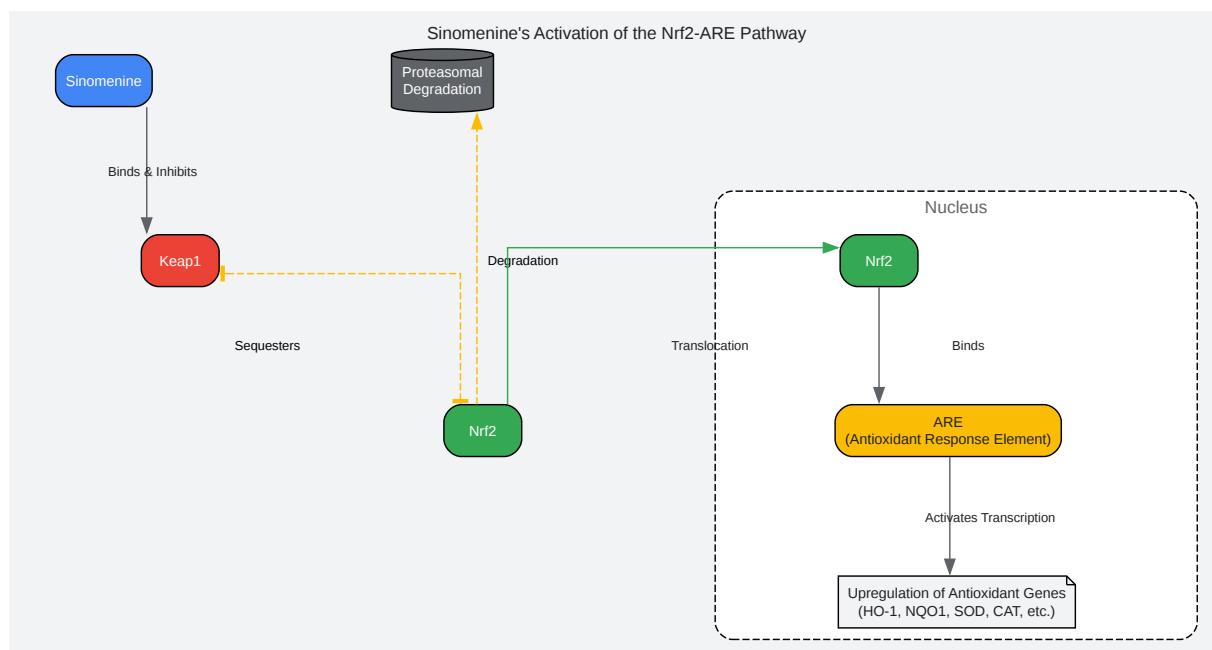 Sinomenine's Activation of the Nrf2-ARE Pathway
Sinomenine
Proteasomal
Degradation
Binds & Inhibits
Nucleus
Keap1
Degradation
Nrf2
Sequesters
Translocation
Binds
Nrf2
ARE
(Antioxidant Response Element)
Activates Transcription
Upregulation of Antioxidant Genes
(HO-1, NQO1, SOD, CAT, etc.)